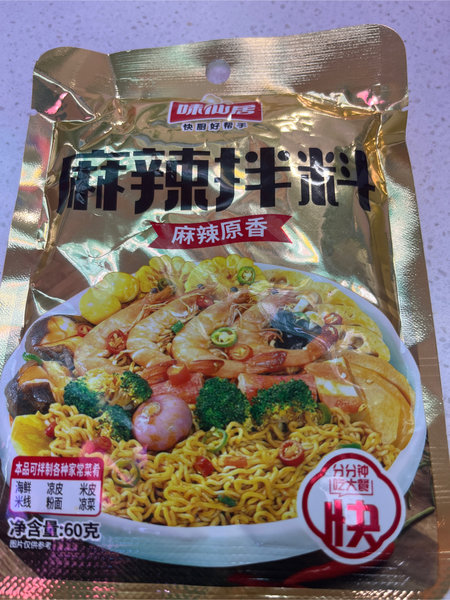 味仙居
快厨好帮手
麻辣拌料
麻辣原香
本品可拌制各种家常菜肴
海鲜 凉皮 米皮
米线 粉面 凉菜
净含量:60克
图片仅供参考
分分钟
吃大餐
快